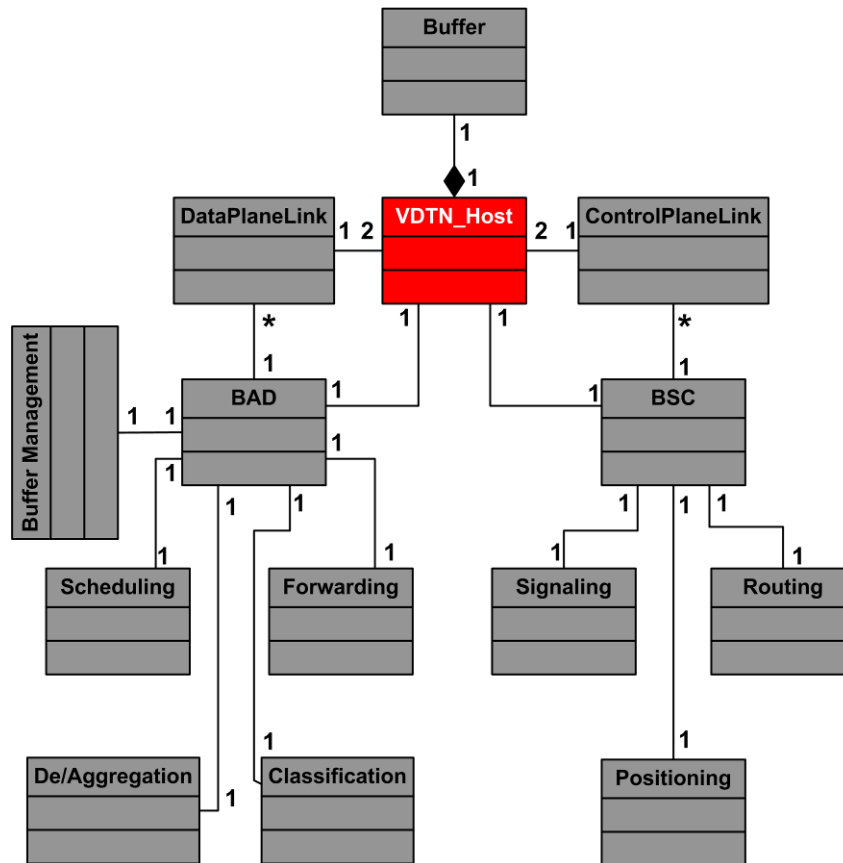 Buffer
1
1
DataPlaneLink
1 2
VDTN_Host
2 1
ControlPlaneLink
*
1
1
*
Buffer Management
1 1
1
BAD
1
1
1
1
BSC
1
1
1
1
1
1
1
1
1
1
1
Scheduling
Forwarding
Signaling
Routing
1
1
1
De/Aggregation
Classification
Positioning